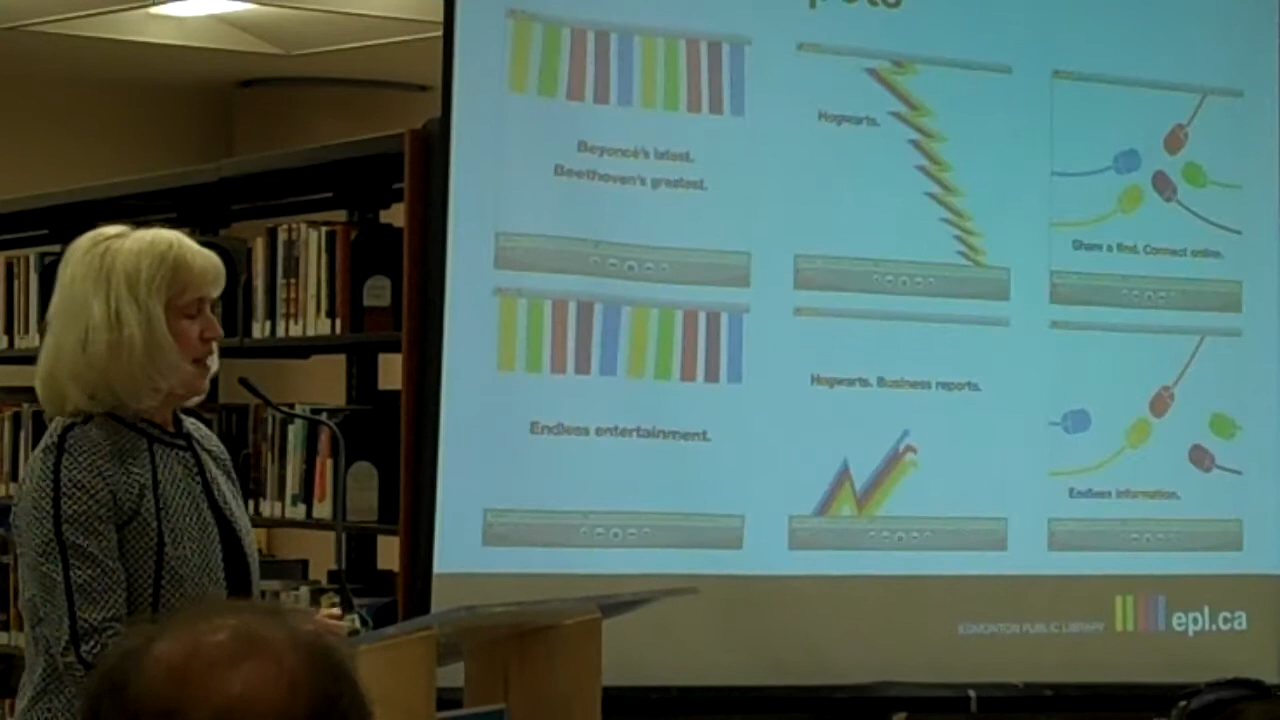 Beyoncé's latest.
Beethoven's greatest.
Hogwarts.
Share a find. Connect online.
Endless entertainment.
Hogwarts. Business reports.
Endless information.
EDMONTON PUBLIC LIBRARY
epl.ca